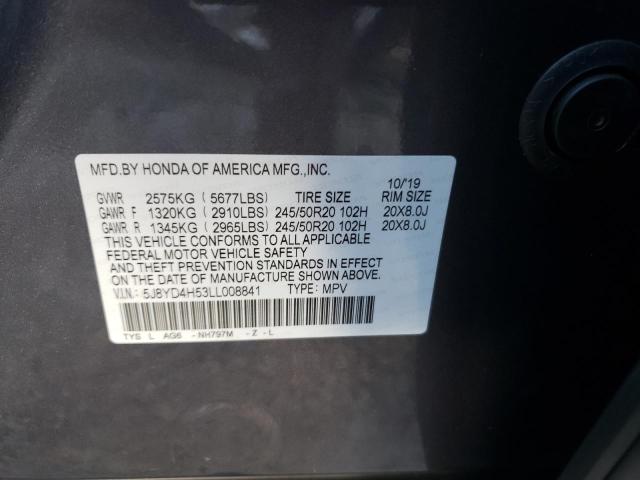 MFD.BY HONDA OF AMERICA MFG.,INC. 10/'19
GVWR 2575KG ( 5677LBS) TIRE SIZE RIM SIZE
GAWR F 1320KG ( 2910LBS) 245/50R20 102H 20X8.0J
GAWR R 1345KG ( 2965LBS) 245/50R20 102H 20X8.0J
THIS VEHICLE CONFORMS TO ALL APPLICABLE
FEDERAL MOTOR VEHICLE SAFETY
AND THEFT PREVENTION STANDARDS IN EFFECT
ON THE DATE OF MANUFACTURE SHOWN ABOVE.
V.I.N.: 5J8YD4H53LL008841 TYPE: MPV
TYS L AG6 -NH797M -Z -L